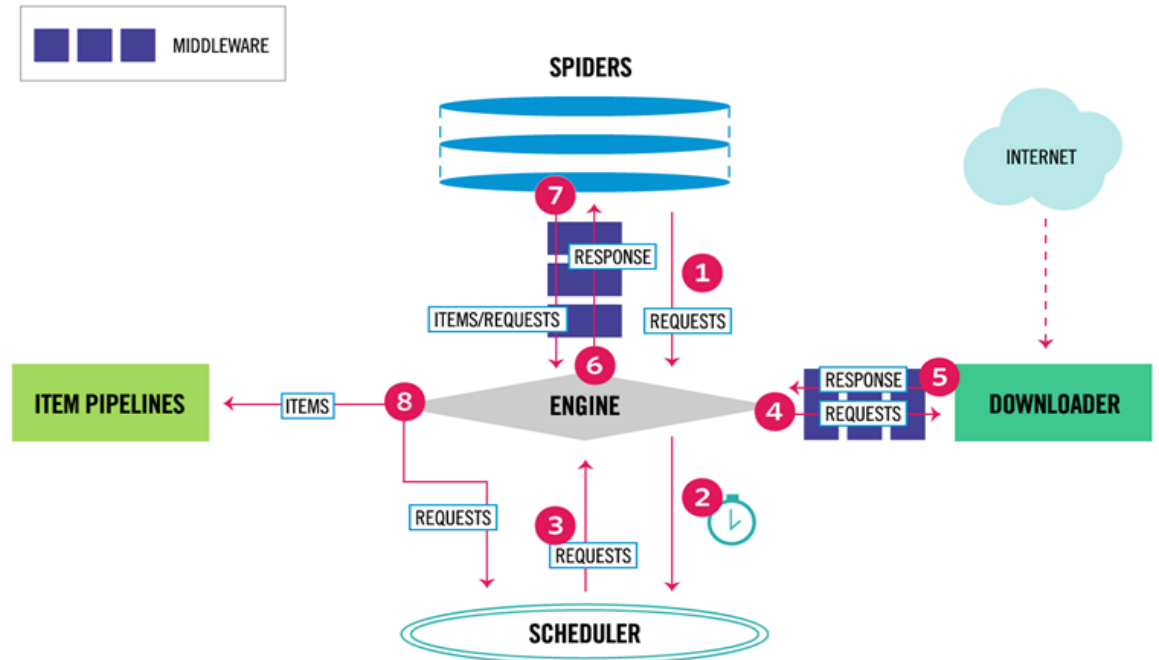 MIDDLEWARE
SPIDERS
INTERNET
7
RESPONSE
1
ITEMS/REQUESTS
REQUESTS
6
RESPONSE
5
ITEM PIPELINES
ITEMS
8
ENGINE
4
REQUESTS
DOWNLOADER
2
REQUESTS
3
REQUESTS
SCHEDULER